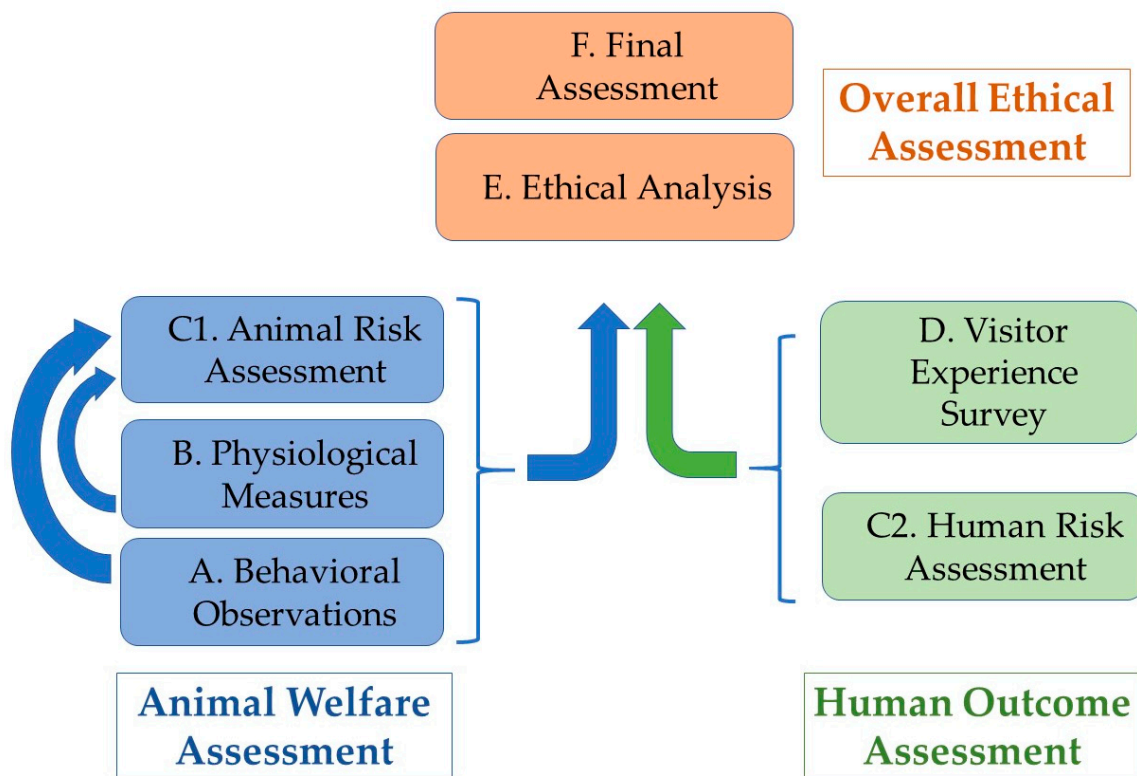 F. Final
Assessment
Overall Ethical
Assessment
E. Ethical Analysis
C1. Animal Risk
Assessment
B. Physiological
Measures
A. Behavioral
Observations
Animal Welfare
Assessment
D. Visitor
Experience
Survey
C2. Human Risk
Assessment
Human Outcome
Assessment